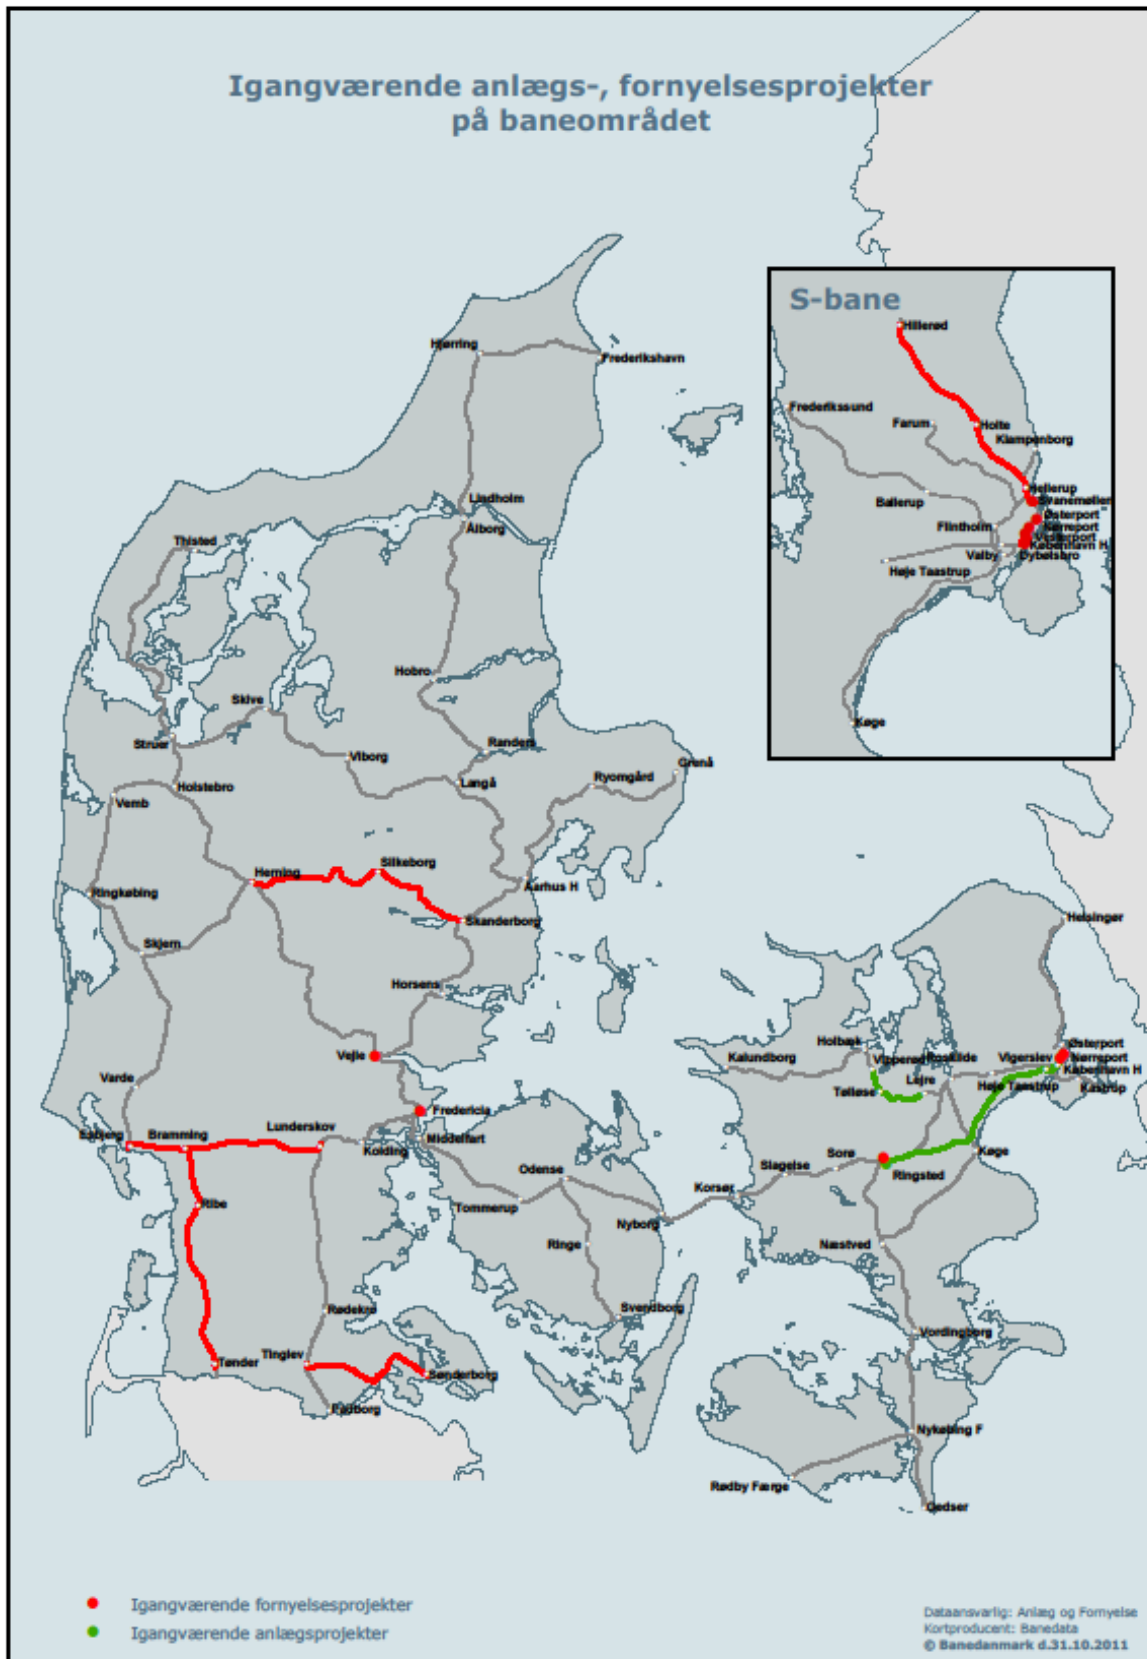 Igangværende anlægs-, fornyelsesprojekter
på baneområdet
S-bane
Hillerød
Frederikssund
Farum
Holte
Klampenborg
Hellerup
Ballerup
Svanemøllen
Østerport
Flintholm
Nørreport
Vesterport
København H
Valby
Dybølsbro
Høje Taastrup
Køge
Hjørring
Frederikshavn
Lindholm
Ålborg
Thisted
Hobro
Skive
Struer
Viborg
Randers
Langå
Ryomgård
Grenå
Holstebro
Vemb
Herning
Silkeborg
Aarhus H
Ringkøbing
Skanderborg
Skjern
Horsens
Helsingør
Vejle
Holbæk
Kalundborg
Vipperød
Roskilde
Vigerslev
Østerport
Nørreport
København H
Varde
Tølløse
Lejre
Høje Taastrup
Kastrup
Fredericia
Esbjerg
Bramming
Lunderskov
Kolding
Middelfart
Sorø
Køge
Slagelse
Ringsted
Odense
Korsør
Ribe
Tommerup
Nyborg
Ringe
Næstved
Rødekro
Svendborg
Vordingborg
Tønder
Tinglev
Sønderborg
Padborg
Nykøbing F
Rødby Færge
Gedser
Igangværende fornyelsesprojekter
Igangværende anlægsprojekter
Dataansvarlig: Anlæg og Fornyelse
Kortproducent: Banedata
© Banedanmark d.31.10.2011